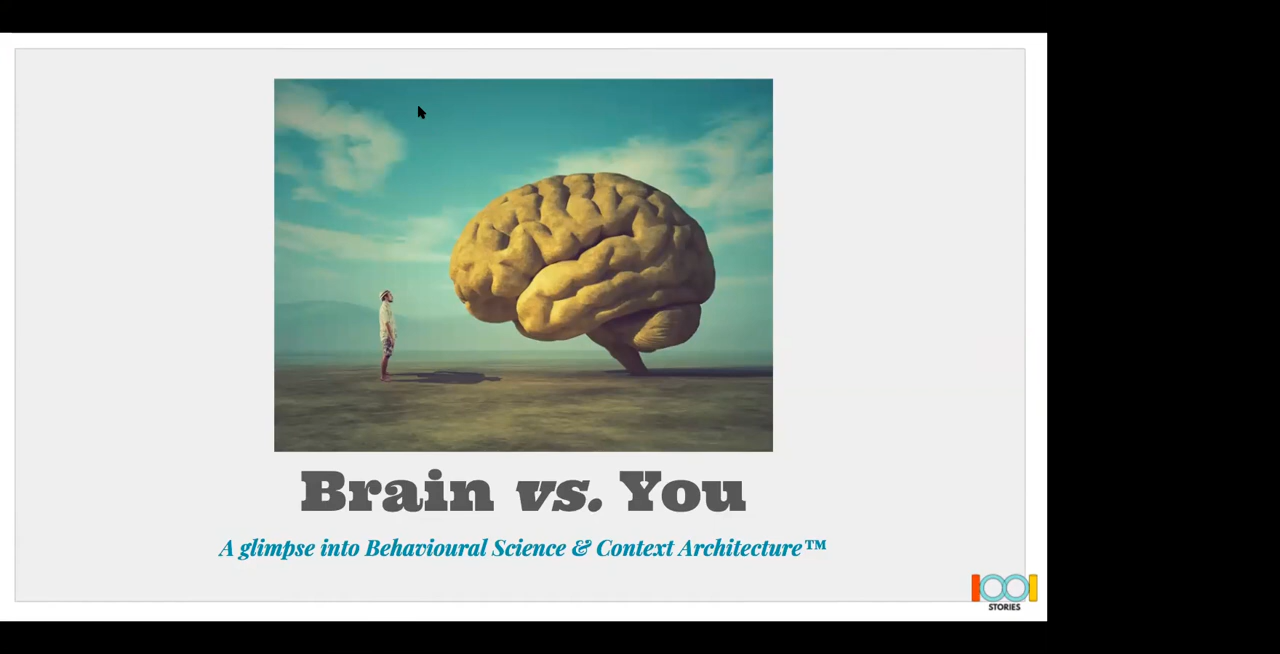 Brain vs. You
A glimpse into Behavioural Science & Context Architecture™
1001
STORIES